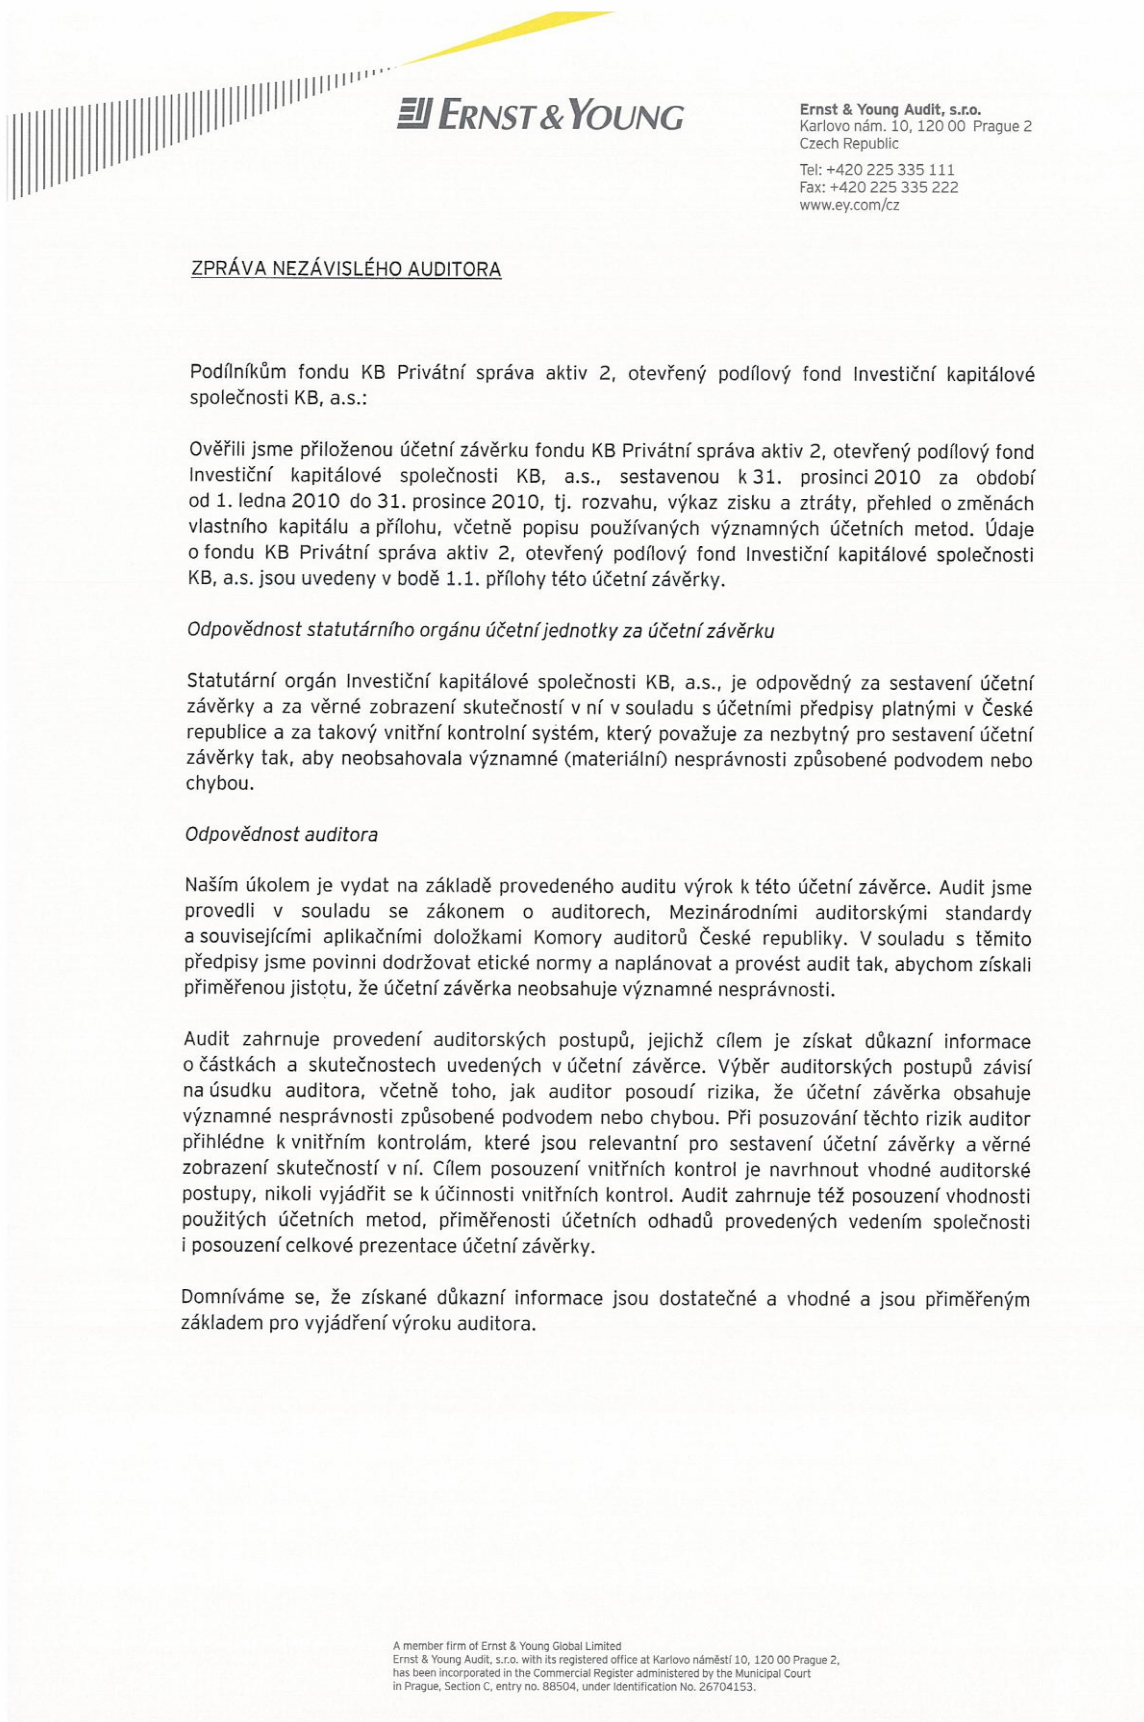 ERNST & YOUNG
Ernst & Young Audit, s.r.o.
Karlovo nám. 10, 120 00 Prague 2
Czech Republic
Tel: +420 225 335 111
Fax: +420 225 335 222
www.ey.com/cz
ZPRÁVA NEZÁVISLÉHO AUDITORA
Podílníkům fondu KB Privátní správa aktiv 2, otevřený podílový fond Investiční kapitálové
společnosti KB, a.s.:
Ověřili jsme přiloženou účetní závěrku fondu KB Privátní správa aktiv 2, otevřený podílový fond
Investiční kapitálové společnosti KB, a.s., sestavenou k 31. prosinci 2010 za období
od 1. ledna 2010 do 31. prosince 2010, tj. rozvahu, výkaz zisku a ztráty, přehled o změnách
vlastního kapitálu a přílohu, včetně popisu používaných významných účetních metod. Údaje
o fondu KB Privátní správa aktiv 2, otevřený podílový fond Investiční kapitálové společnosti
KB, a.s. jsou uvedeny v bodě 1.1. přílohy této účetní závěrky.
Odpovědnost statutárního orgánu účetní jednotky za účetní závěrku
Statutární orgán Investiční kapitálové společnosti KB, a.s., je odpovědný za sestavení účetní
závěrky a za věrné zobrazení skutečností v ní v souladu s účetními předpisy platnými v České
republice a za takový vnitřní kontrolní systém, který považuje za nezbytný pro sestavení účetní
závěrky tak, aby neobsahovala významné (materiální) nesprávnosti způsobené podvodem nebo
chybou.
Odpovědnost auditora
Naším úkolem je vydat na základě provedeného auditu výrok k této účetní závěrce. Audit jsme
provedli v souladu se zákonem o auditorech, Mezinárodními auditorskými standardy
a souvisejícími aplikačními doložkami Komory auditorů České republiky. V souladu s těmito
předpisy jsme povinni dodržovat etické normy a naplánovat a provést audit tak, abychom získali
přiměřenou jistotu, že účetní závěrka neobsahuje významné nesprávnosti.
Audit zahrnuje provedení auditorských postupů, jejichž cílem je získat důkazní informace
o částkách a skutečnostech uvedených v účetní závěrce. Výběr auditorských postupů závisí
na úsudku auditora, včetně toho, jak auditor posoudí rizika, že účetní závěrka obsahuje
významné nesprávnosti způsobené podvodem nebo chybou. Při posuzování těchto rizik auditor
přihlédne k vnitřním kontrolám, které jsou relevantní pro sestavení účetní závěrky a věrné
zobrazení skutečností v ní. Cílem posouzení vnitřních kontrol je navrhnout vhodné auditorské
postupy, nikoli vyjádřit se k účinnosti vnitřních kontrol. Audit zahrnuje též posouzení vhodnosti
použitých účetních metod, přiměřenosti účetních odhadů provedených vedením společnosti
i posouzení celkové prezentace účetní závěrky.
Domníváme se, že získané důkazní informace jsou dostatečné a vhodné a jsou přiměřeným
základem pro vyjádření výroku auditora.
A member firm of Ernst & Young Global Limited
Ernst & Young Audit, s.r.o. with its registered office at Karlovo náměstí 10, 120 00 Prague 2,
has been incorporated in the Commercial Register administered by the Municipal Court
in Prague, Section C, entry no. 88504, under Identification No. 26704153.